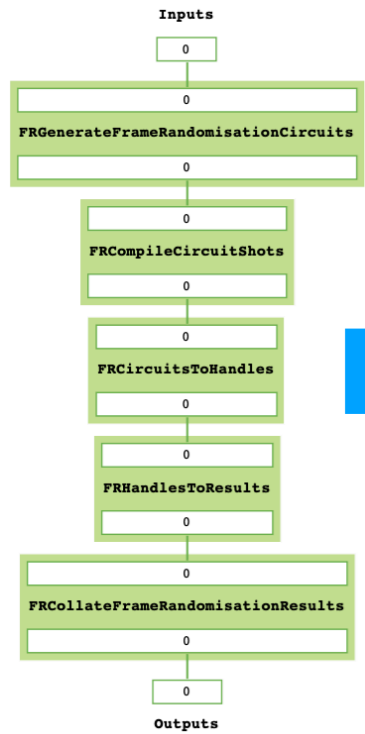 Inputs
0
0
FRGenerateFrameRandomisationCircuits
0
0
FRCompileCircuitShots
0
0
FRCircuitsToHandles
0
0
FRHandlesToResults
0
0
FRCollateFrameRandomisationResults
0
0
Outputs